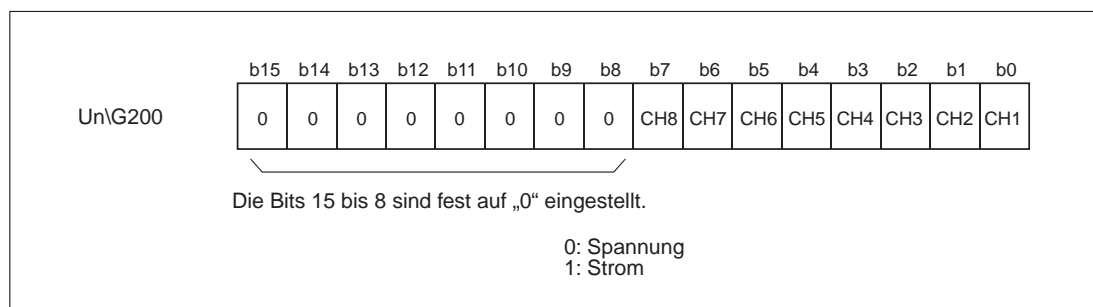 b15 b14 b13 b12 b11 b10 b9 b8 b7 b6 b5 b4 b3 b2 b1 b0
Un\G200 0 0 0 0 0 0 0 0 CH8 CH7 CH6 CH5 CH4 CH3 CH2 CH1
Die Bits 15 bis 8 sind fest auf „0“ eingestellt.
0: Spannung
1: Strom